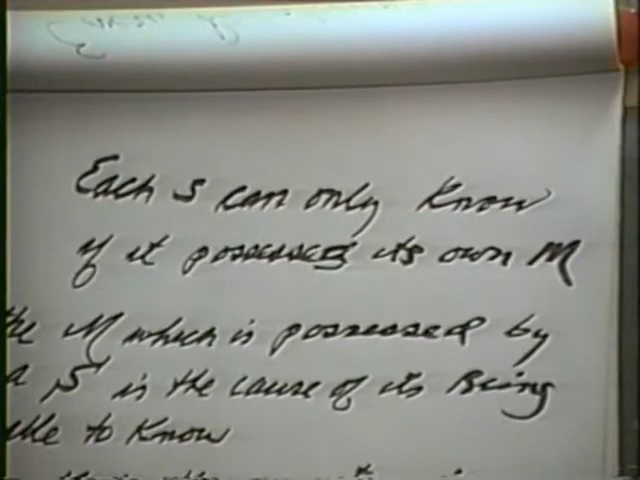 Each S can only Know
if it possesses its own M
the M which is possessed by
a S is the cause of its Being
able to Know